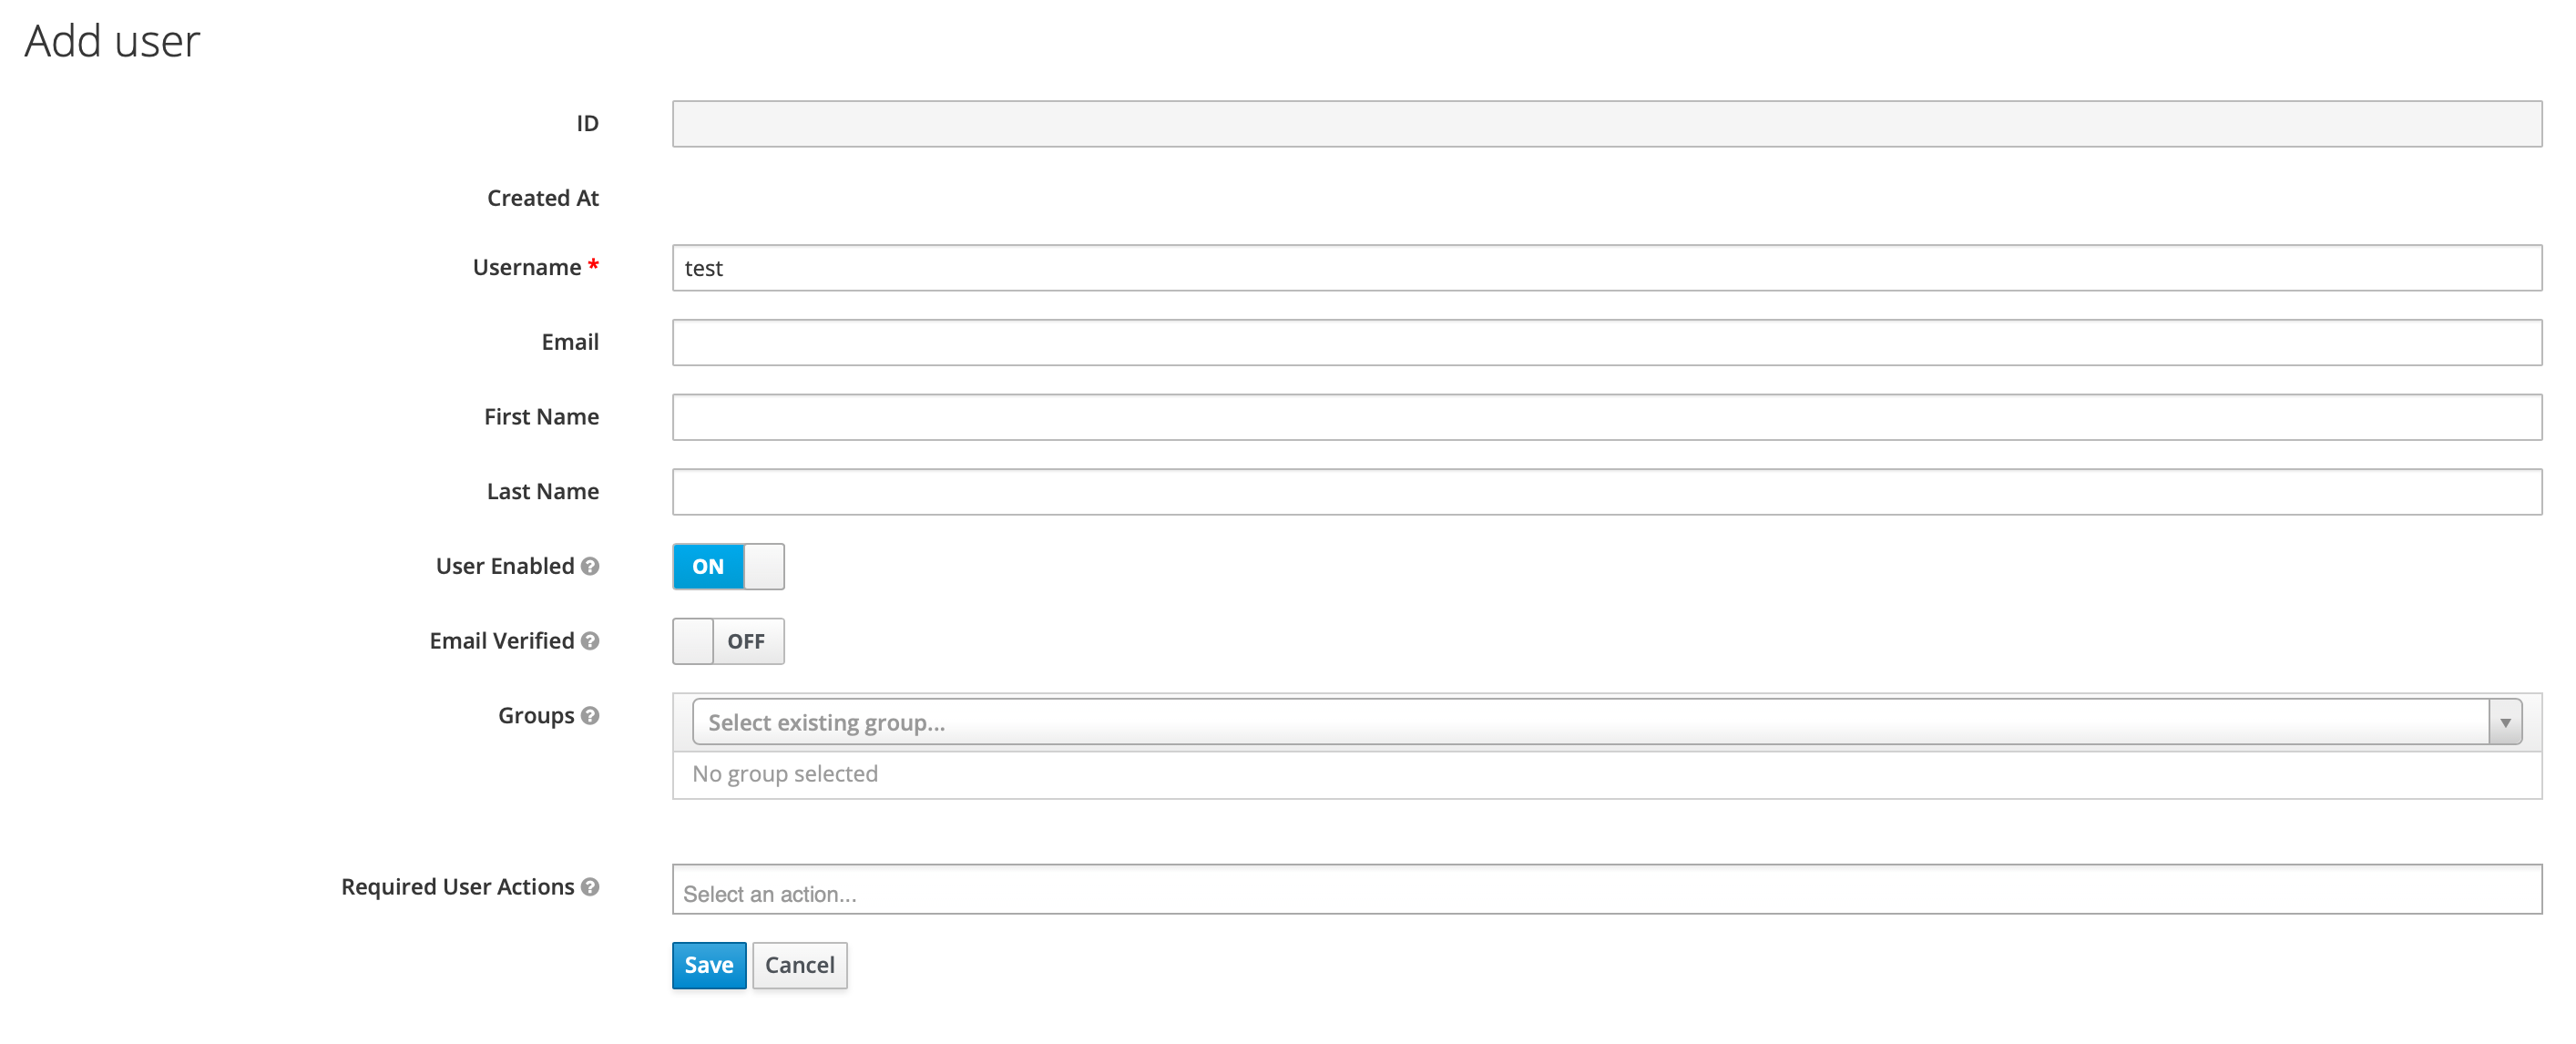 Add user
ID
Created At
Username *
test
Email
First Name
Last Name
User Enabled
ON
Email Verified
OFF
Groups
Select existing group...
No group selected
Required User Actions
Select an action...
Save Cancel